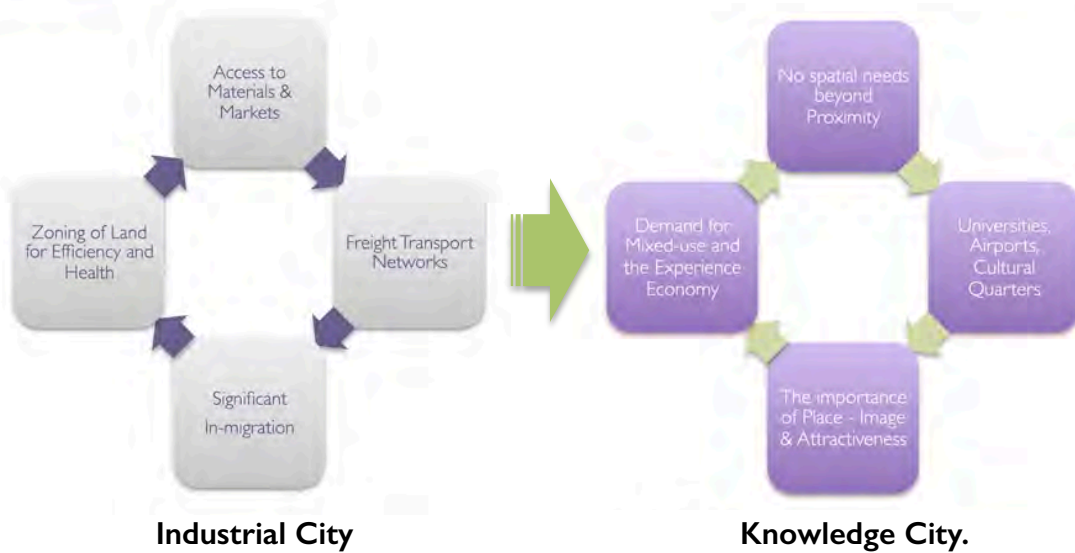 Access to
Materials &
Markets
Zoning of Land
for Efficiency and
Health
Freight Transport
Networks
Significant
In-migration
Industrial City
No spatial needs
beyond
Proximity
Demand for
Mixed-use and
the Experience
Economy
Universities,
Airports,
Cultural
Quarters
The importance
of Place - Image
& Attractiveness
Knowledge City.